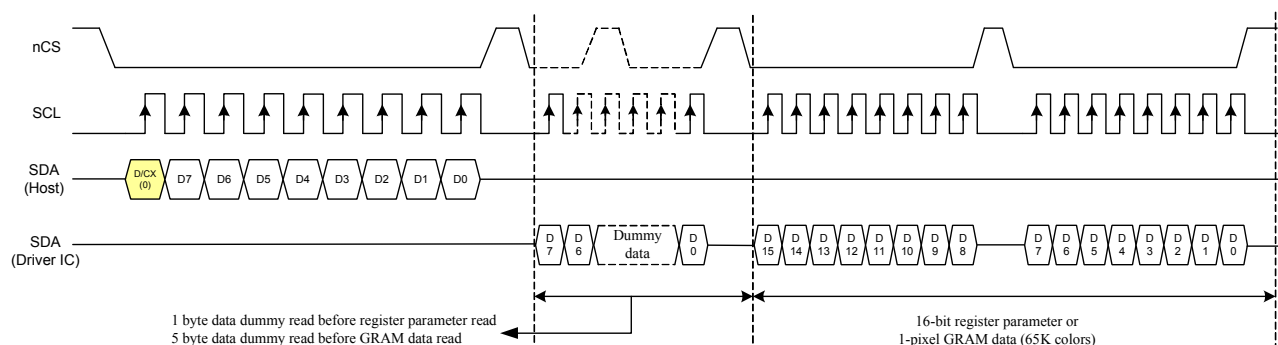 nCS
SCL
SDA
(Host)
D/CX
(0)
D7 D6 D5 D4 D3 D2 D1 D0
SDA
(Driver IC)
D
7
D
6
Dummy
data
D
0
D
15
D
14
D
13
D
12
D
11
D
10
D
9
D
8
D
7
D
6
D
5
D
4
D
3
D
2
D
1
D
0
1 byte data dummy read before register parameter read
5 byte data dummy read before GRAM data read
16-bit register parameter or
1-pixel GRAM data (65K colors)